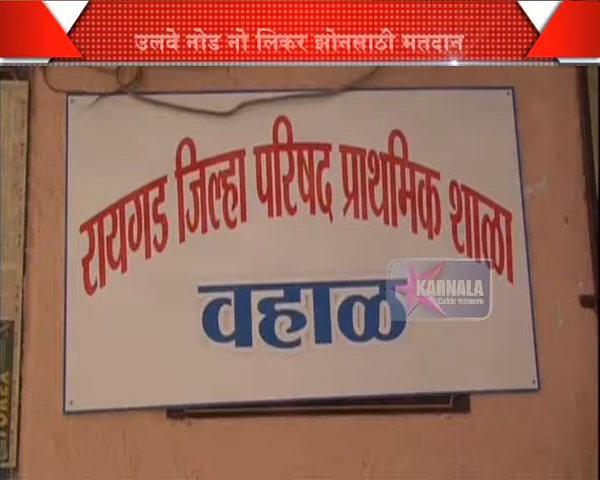 उलवे नोड नो लिकर झोनसाठी मतदान
रायगड जिल्हा परिषद प्राथमिक शाळा
वहाळ
KARNALA